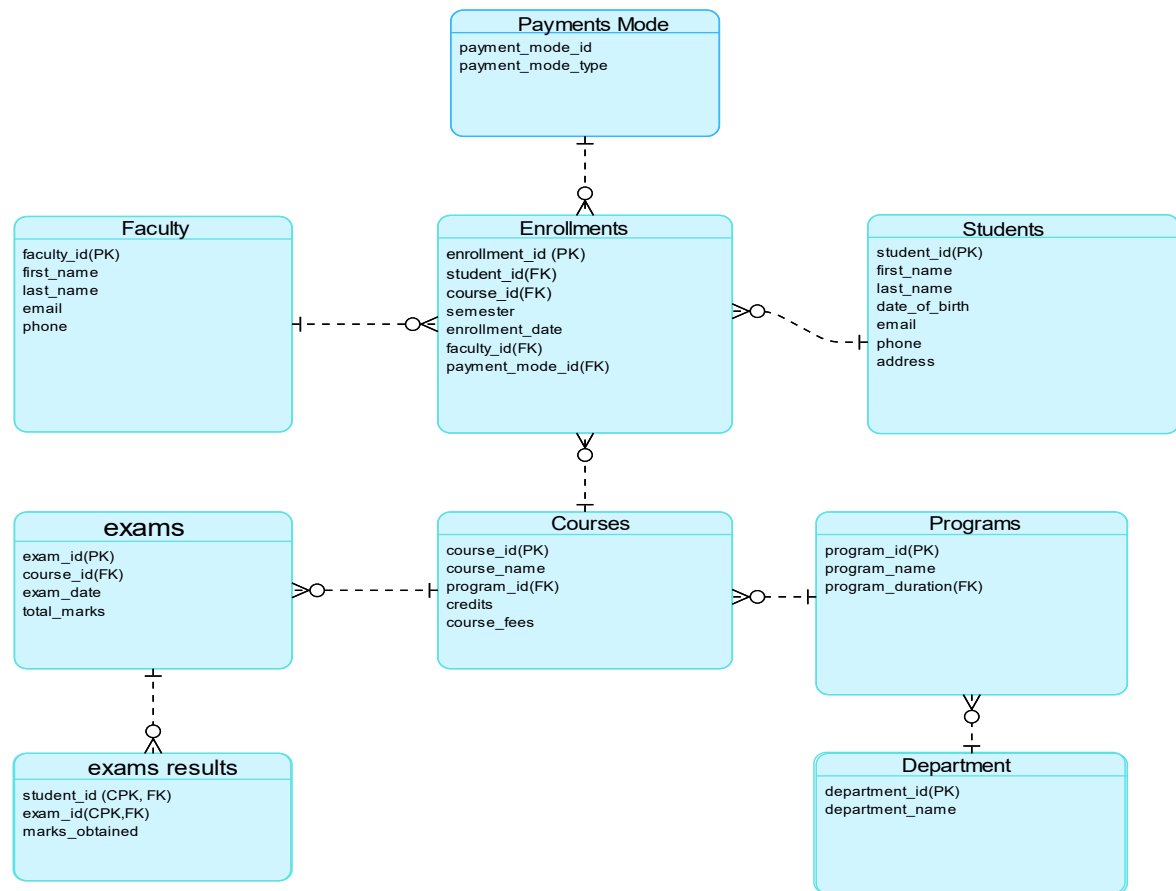 Payments Mode
payment_mode_id
payment_mode_type
Faculty
faculty_id(PK)
first_name
last_name
email
phone
Enrollments
enrollment_id (PK)
student_id(FK)
course_id(FK)
semester
enrollment_date
faculty_id(FK)
payment_mode_id(FK)
Students
student_id(PK)
first_name
last_name
date_of_birth
email
phone
address
exams
exam_id(PK)
course_id(FK)
exam_date
total_marks
Courses
course_id(PK)
course_name
program_id(FK)
credits
course_fees
Programs
program_id(PK)
program_name
program_duration(FK)
exams results
student_id (CPK, FK)
exam_id(CPK,FK)
marks_obtained
Department
department_id(PK)
department_name